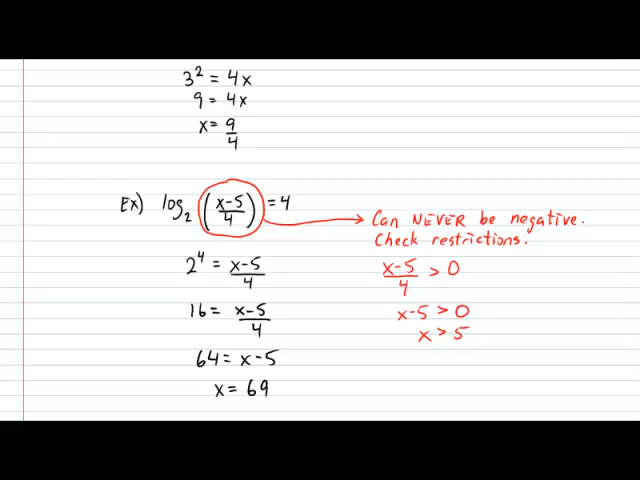 3² = 4x
9 = 4x
x = 9/4
Ex) log₂ ((x-5)/4) = 4
Can NEVER be negative.
Check restrictions.
2⁴ = (x-5)/4
(x-5)/4 > 0
16 = (x-5)/4
x-5 > 0
x > 5
64 = x-5
x = 69